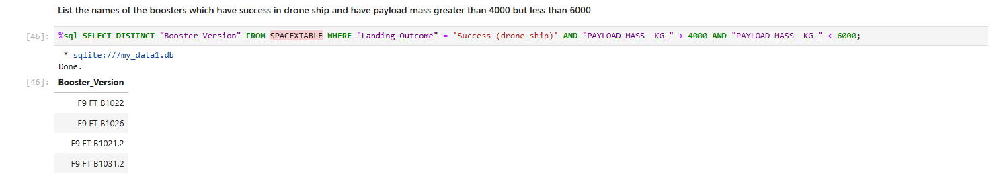 List the names of the boosters which have success in drone ship and have payload mass greater than 4000 but less than 6000
[46]: %sql SELECT DISTINCT "Booster_Version" FROM SPACEXTABLE WHERE "Landing_Outcome" = 'Success (drone ship)' AND "PAYLOAD_MASS__KG_" > 4000 AND "PAYLOAD_MASS__KG_" < 6000;
* sqlite:///my_data1.db
Done.
[46]: Booster_Version
F9 FT B1022
F9 FT B1026
F9 FT B1021.2
F9 FT B1031.2